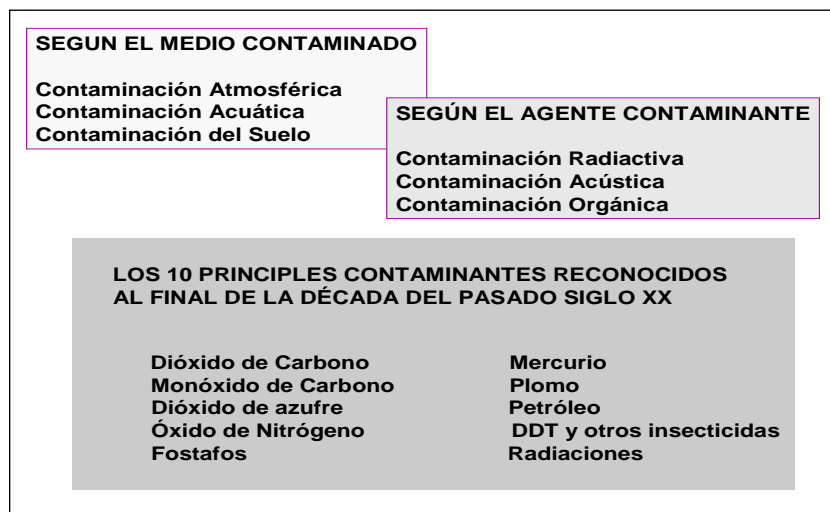 SEGUN EL MEDIO CONTAMINADO
Contaminación Atmosférica
Contaminación Acuática
Contaminación del Suelo
SEGÚN EL AGENTE CONTAMINANTE
Contaminación Radiactiva
Contaminación Acústica
Contaminación Orgánica
LOS 10 PRINCIPLES CONTAMINANTES RECONOCIDOS
AL FINAL DE LA DÉCADA DEL PASADO SIGLO XX
Dióxido de Carbono
Monóxido de Carbono
Dióxido de azufre
Óxido de Nitrógeno
Fostafos
Mercurio
Plomo
Petróleo
DDT y otros insecticidas
Radiaciones